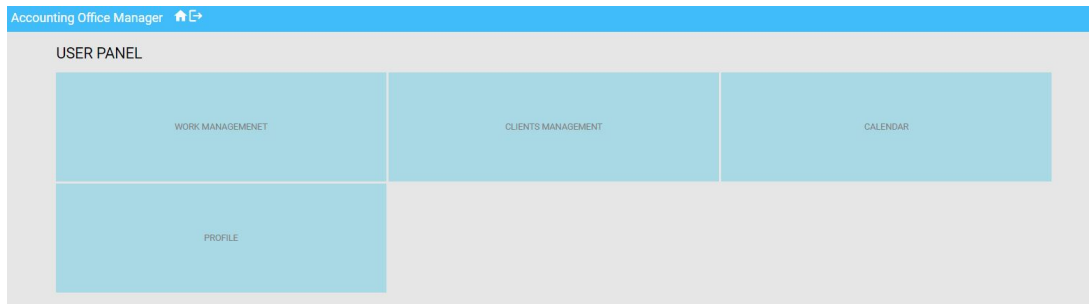 Accounting Office Manager
USER PANEL
WORK MANAGEMENET
CLIENTS MANAGEMENT
CALENDAR
PROFILE